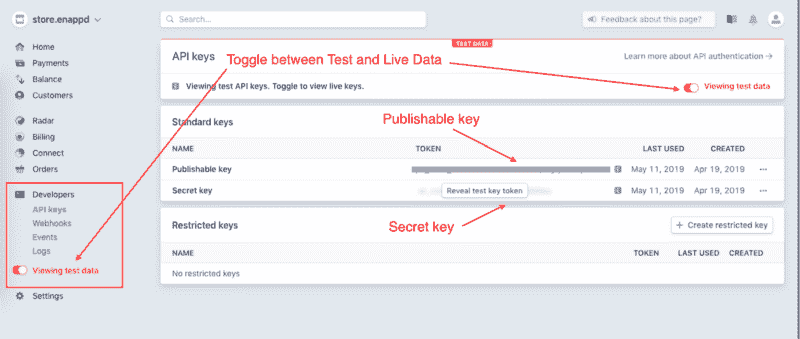 store.enappd
Search...
Feedback about this page?
Home
Payments
Balance
Customers
Radar
Billing
Connect
Orders
Developers
API keys
Webhooks
Events
Logs
Viewing test data
Settings
Toggle between Test and Live Data
TEST DATA
API keys
Learn more about API authentication →
Viewing test API keys. Toggle to view live keys.
Viewing test data
Publishable key
Standard keys
NAME TOKEN LAST USED CREATED
Publishable key May 11, 2019 Apr 19, 2019 ...
Secret key Reveal test key token May 11, 2019 Apr 19, 2019 ...
Secret key
Restricted keys
+ Create restricted key
NAME TOKEN LAST USED CREATED
No restricted keys